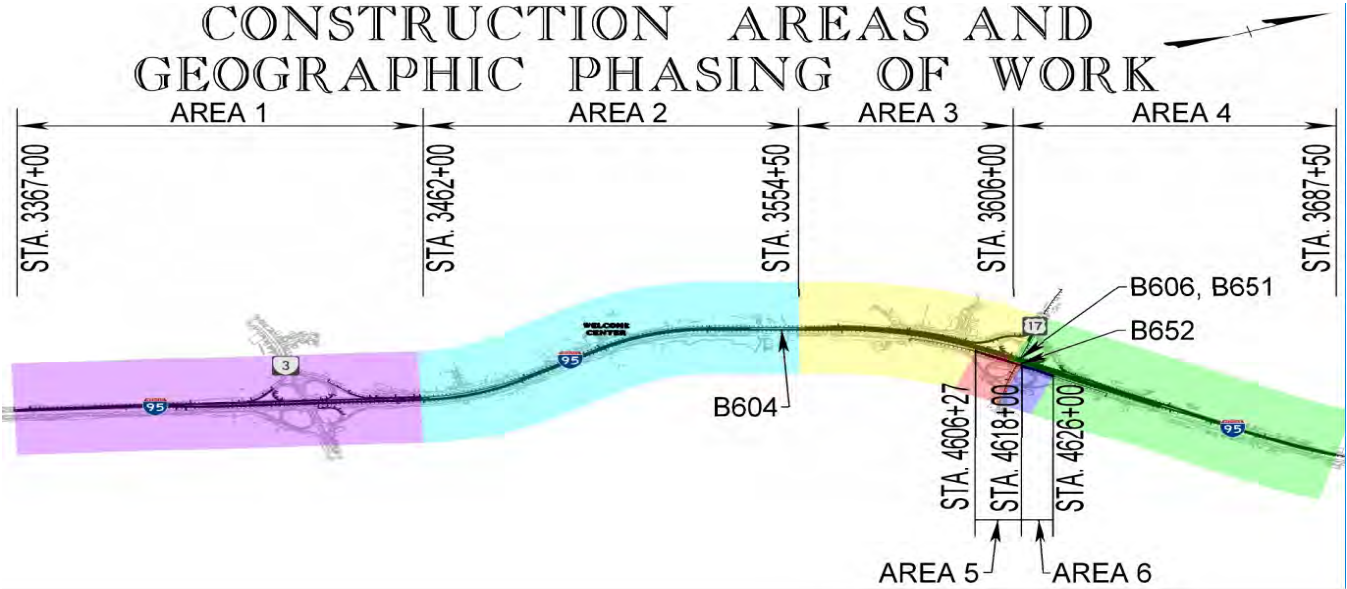 CONSTRUCTION AREAS AND
GEOGRAPHIC PHASING OF WORK
AREA 1
AREA 2
AREA 3
AREA 4
STA. 3367+00
STA. 3462+00
STA. 3554+50
STA. 3606+00
STA. 3687+50
B606, B651
17
B652
WELCOME
CENTER
95
3
95
B604
95
STA. 4606+27
STA. 4618+00
STA. 4626+00
AREA 5
AREA 6